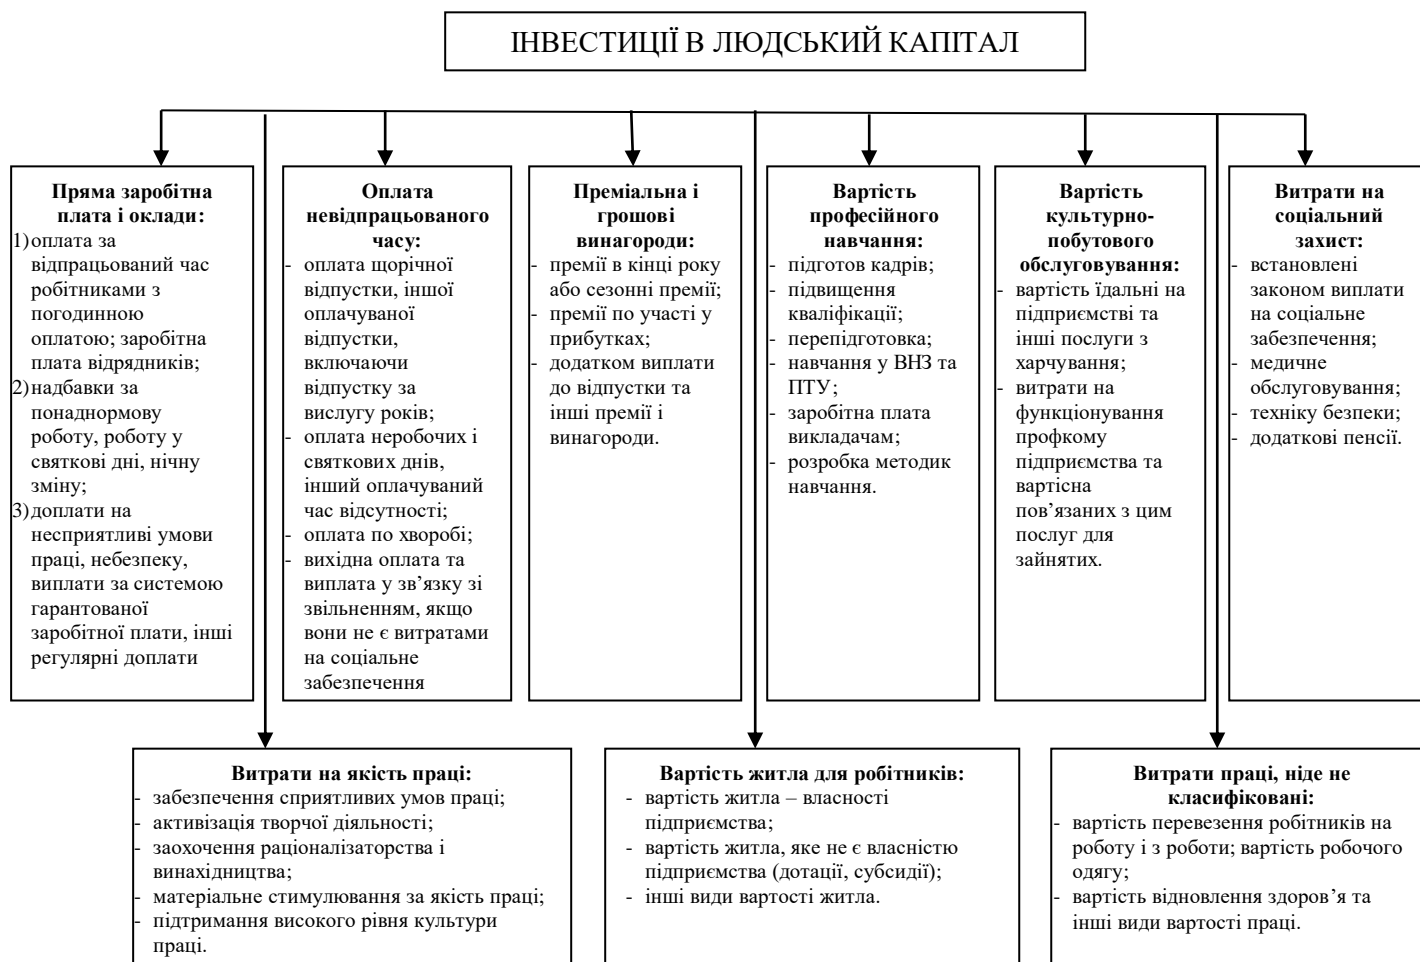 ІНВЕСТИЦІЇ В ЛЮДСЬКИЙ КАПІТАЛ
Пряма заробітна
плата і оклади:
1) оплата за
відпрацьований час
робітниками з
погодинною
оплатою; заробітна
плата відрядників;
2) надбавки за
понаднормову
роботу, роботу у
святкові дні, нічну
зміну;
3) доплати на
несприятливі умови
праці, небезпеку,
виплати за системою
гарантованої
заробітної плати, інші
регулярні доплати
Оплата
невідпрацьованого
часу:
- оплата щорічної
відпустки, іншої
оплачуваної
відпустки,
включаючи
відпустку за
вислугу років;
- оплата неробочих і
святкових днів,
інший оплачуваний
час відсутності;
- оплата по хворобі;
- вихідна оплата та
виплата у зв’язку зі
звільненням, якщо
вони не є витратами
на соціальне
забезпечення
Преміальна і
грошові
винагороди:
- премії в кінці року
або сезонні премії;
- премії по участі у
прибутках;
- додатком виплати
до відпустки та
інші премії і
винагороди.
Вартість
професійного
навчання:
- підготов кадрів;
- підвищення
кваліфікації;
- перепідготовка;
- навчання у ВНЗ та
ПТУ;
- заробітна плата
викладачам;
- розробка методик
навчання.
Вартість
культурно-
побутового
обслуговування:
- вартість їдальні на
підприємстві та
інші послуги з
харчування;
- витрати на
функціонування
профкому
підприємства та
вартісна
пов’язаних з цим
послуг для
зайнятих.
Витрати на
соціальний
захист:
- встановлені
законом виплати
на соціальне
забезпечення;
- медичне
обслуговування;
- техніку безпеки;
- додаткові пенсії.
Витрати на якість праці:
- забезпечення сприятливих умов праці;
- активізація творчої діяльності;
- заохочення раціоналізаторства і
винахідництва;
- матеріальне стимулювання за якість праці;
- підтримання високого рівня культури
праці.
Вартість житла для робітників:
- вартість житла – власності
підприємства;
- вартість житла, яке не є власністю
підприємства (дотації, субсидії);
- інші види вартості житла.
Витрати праці, ніде не
класифіковані:
- вартість перевезення робітників на
роботу і з роботи; вартість робочого
одягу;
- вартість відновлення здоров’я та
інші види вартості праці.